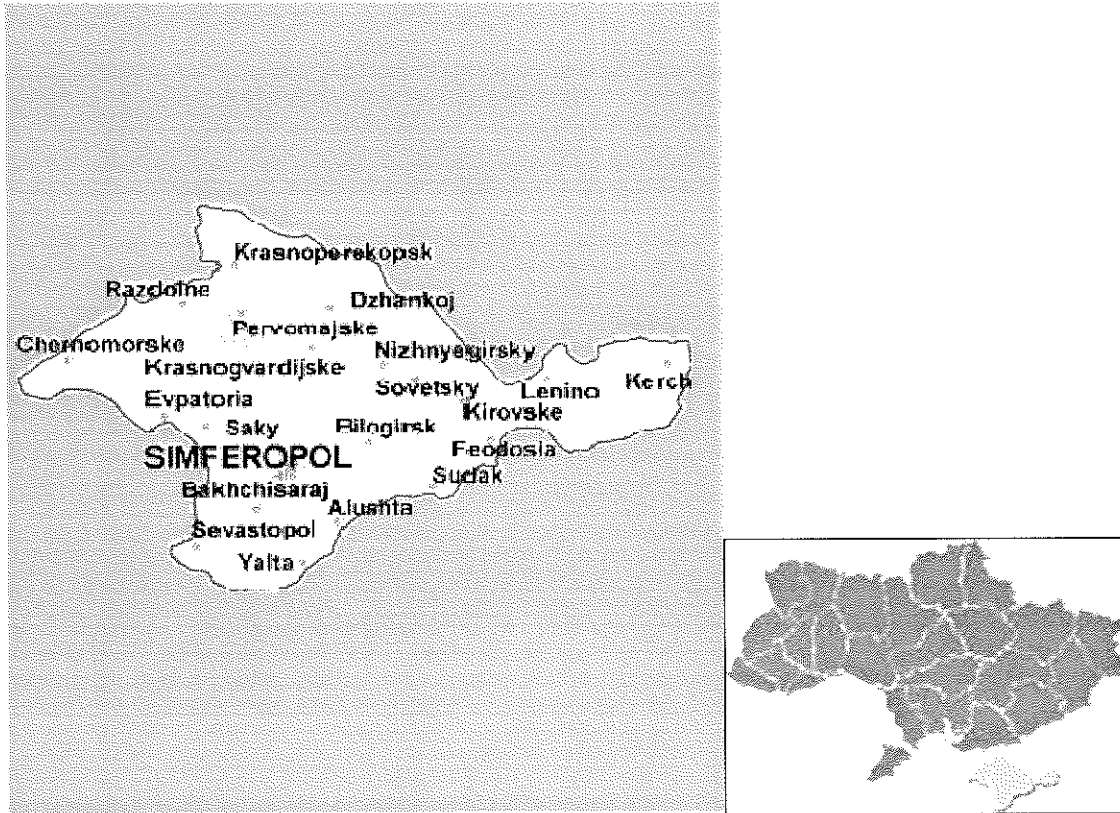 Krasnoperekopsk
Razdolne
Dzhankoj
Pervomajske
Chernomorske
Nizhnyegirsky
Krasnogvardijske
Sovetsky
Lenino
Kerch
Evpatoria
Kirovske
Saky
Bilogirsk
Feodosia
SIMFEROPOL
Sudak
Bakhchisaraj
Alushta
Sevastopol
Yalta